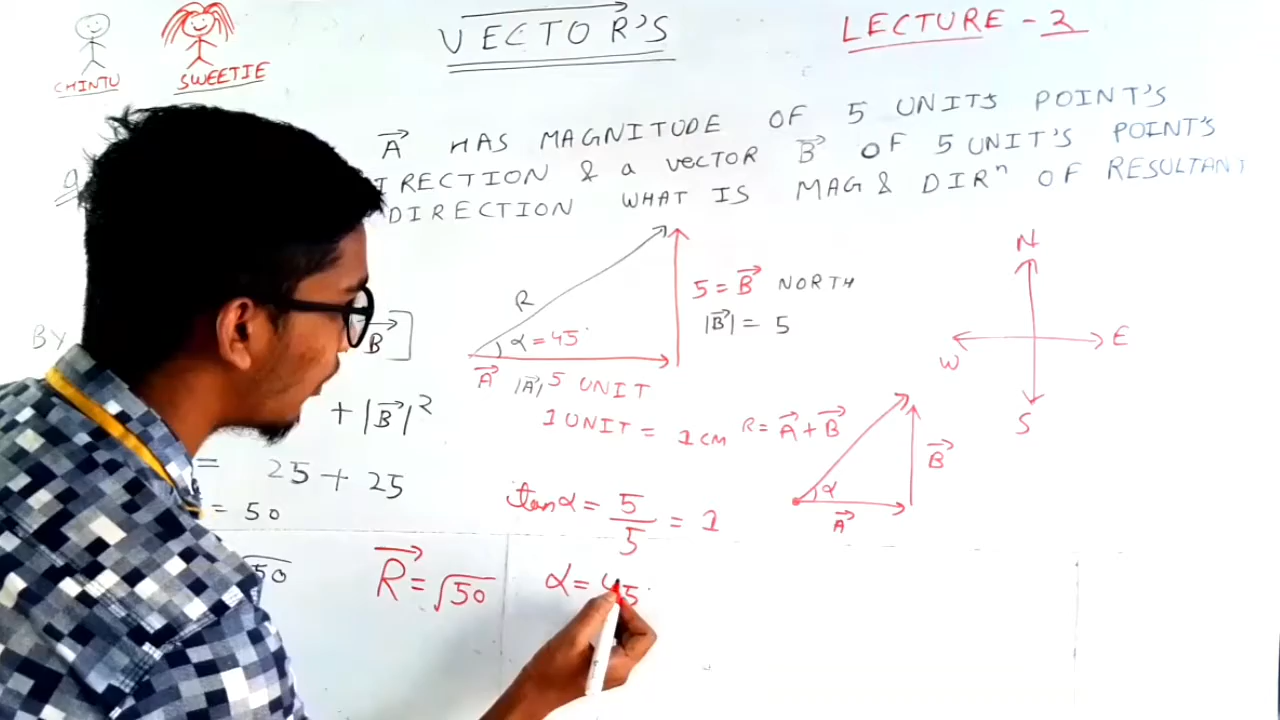 VECTOR'S
LECTURE - 2
CHINTU
SWEETIE
A HAS MAGNITUDE OF 5 UNITS POINT'S
IRECTION & a VECTOR B OF 5 UNIT'S POINT'S
DIRECTION WHAT IS MAG & DIRⁿ OF RESULTANT
R
α = 45°
5 = B NORTH
|B| = 5
A |A| 5 UNIT
1 UNIT = 1 CM
R = A + B
N
W E
S
BY
B]
+ |B|²
= 25 + 25
= 50
√50
R = √50
tan α = 5/5 = 1
α = 45°
α
A
B